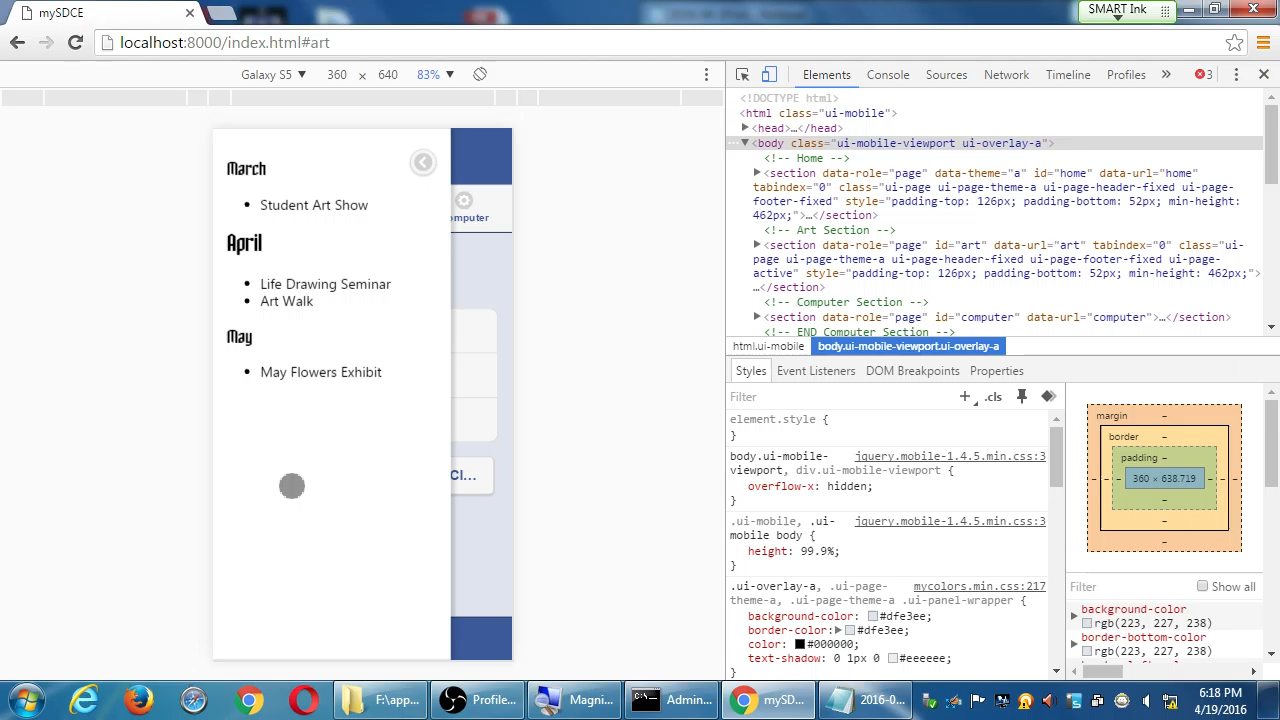 mySDCE
SMART Ink
localhost:8000/index.html#art
Galaxy S5 ▼ 360 x 640 83% ▼
Elements Console Sources Network Timeline Profiles » 3
<!DOCTYPE html>
<html class="ui-mobile">
<head>…</head>
<body class="ui-mobile-viewport ui-overlay-a">
<!-- Home -->
<section data-role="page" data-theme="a" id="home" data-url="home"
tabindex="0" class="ui-page ui-page-theme-a ui-page-header-fixed ui-page-
footer-fixed" style="padding-top: 126px; padding-bottom: 52px; min-height:
462px;">…</section>
<!-- Art Section -->
<section data-role="page" id="art" data-url="art" tabindex="0" class="ui-
page ui-page-theme-a ui-page-header-fixed ui-page-footer-fixed ui-page-
active" style="padding-top: 126px; padding-bottom: 52px; min-height: 462px;">
…</section>
<!-- Computer Section -->
<section data-role="page" id="computer" data-url="computer">…</section>
<!-- END Computer Section -->
html.ui-mobile body.ui-mobile-viewport.ui-overlay-a
March
• Student Art Show
April
• Life Drawing Seminar
• Art Walk
May
• May Flowers Exhibit
omputer
Cl...
Styles Event Listeners DOM Breakpoints Properties
Filter + .cls
element.style {
}
body.ui-mobile- jquery.mobile-1.4.5.min.css:3
viewport, div.ui-mobile-viewport {
overflow-x: hidden;
}
.ui-mobile, .ui- jquery.mobile-1.4.5.min.css:3
mobile body {
height: 99.9%;
}
.ui-overlay-a, .ui-page- mycolors.min.css:217
theme-a, .ui-page-theme-a .ui-panel-wrapper {
background-color: #dfe3ee;
border-color: #dfe3ee;
color: #000000;
text-shadow: 0 1px 0 #eeeeee;
}
margin –
border –
padding –
360 × 638.719
Filter Show all
background-color
rgb(223, 227, 238)
border-bottom-color
rgb(223, 227, 238)
F:\app...
Profile...
Magni...
Admin...
mySD...
2016-0...
6:18 PM
4/19/2016